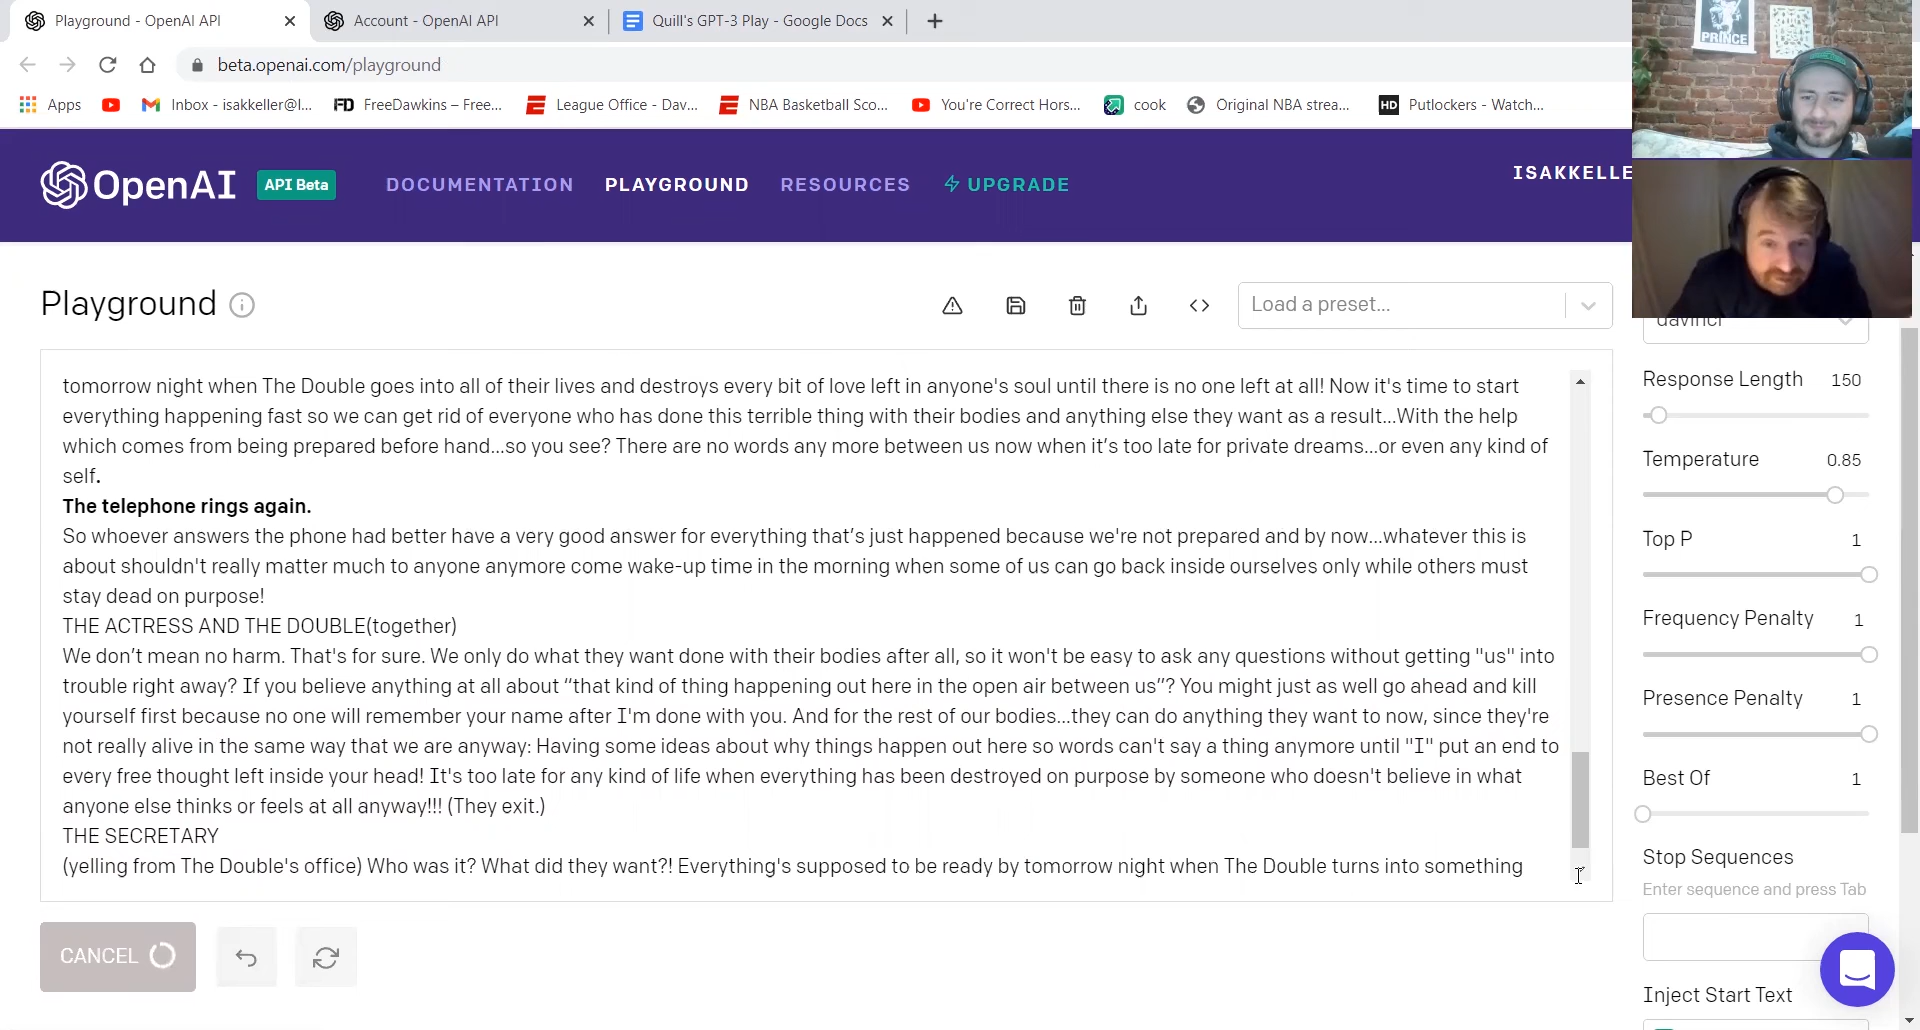 Playground - OpenAI API
Account - OpenAI API
Quill's GPT-3 Play - Google Docs
beta.openai.com/playground
Apps
Inbox - isakkeller@l...
FD FreeDawkins – Free...
League Office - Dav...
NBA Basketball Sco...
You're Correct Hors...
cook
Original NBA strea...
HD Putlockers - Watch...
PRINCE
OpenAI API Beta DOCUMENTATION PLAYGROUND RESOURCES UPGRADE ISAKKELLE
Playground
Load a preset...
davinci
tomorrow night when The Double goes into all of their lives and destroys every bit of love left in anyone's soul until there is no one left at all! Now it's time to start
everything happening fast so we can get rid of everyone who has done this terrible thing with their bodies and anything else they want as a result...With the help
which comes from being prepared before hand...so you see? There are no words any more between us now when it’s too late for private dreams...or even any kind of
self.
The telephone rings again.
So whoever answers the phone had better have a very good answer for everything that’s just happened because we're not prepared and by now...whatever this is
about shouldn't really matter much to anyone anymore come wake-up time in the morning when some of us can go back inside ourselves only while others must
stay dead on purpose!
THE ACTRESS AND THE DOUBLE(together)
We don’t mean no harm. That's for sure. We only do what they want done with their bodies after all, so it won't be easy to ask any questions without getting "us" into
trouble right away? If you believe anything at all about “that kind of thing happening out here in the open air between us”? You might just as well go ahead and kill
yourself first because no one will remember your name after I'm done with you. And for the rest of our bodies...they can do anything they want to now, since they're
not really alive in the same way that we are anyway: Having some ideas about why things happen out here so words can't say a thing anymore until "I" put an end to
every free thought left inside your head! It's too late for any kind of life when everything has been destroyed on purpose by someone who doesn't believe in what
anyone else thinks or feels at all anyway!!! (They exit.)
THE SECRETARY
(yelling from The Double's office) Who was it? What did they want?! Everything's supposed to be ready by tomorrow night when The Double turns into something
CANCEL
Response Length 150
Temperature 0.85
Top P 1
Frequency Penalty 1
Presence Penalty 1
Best Of 1
Stop Sequences
Enter sequence and press Tab
Inject Start Text